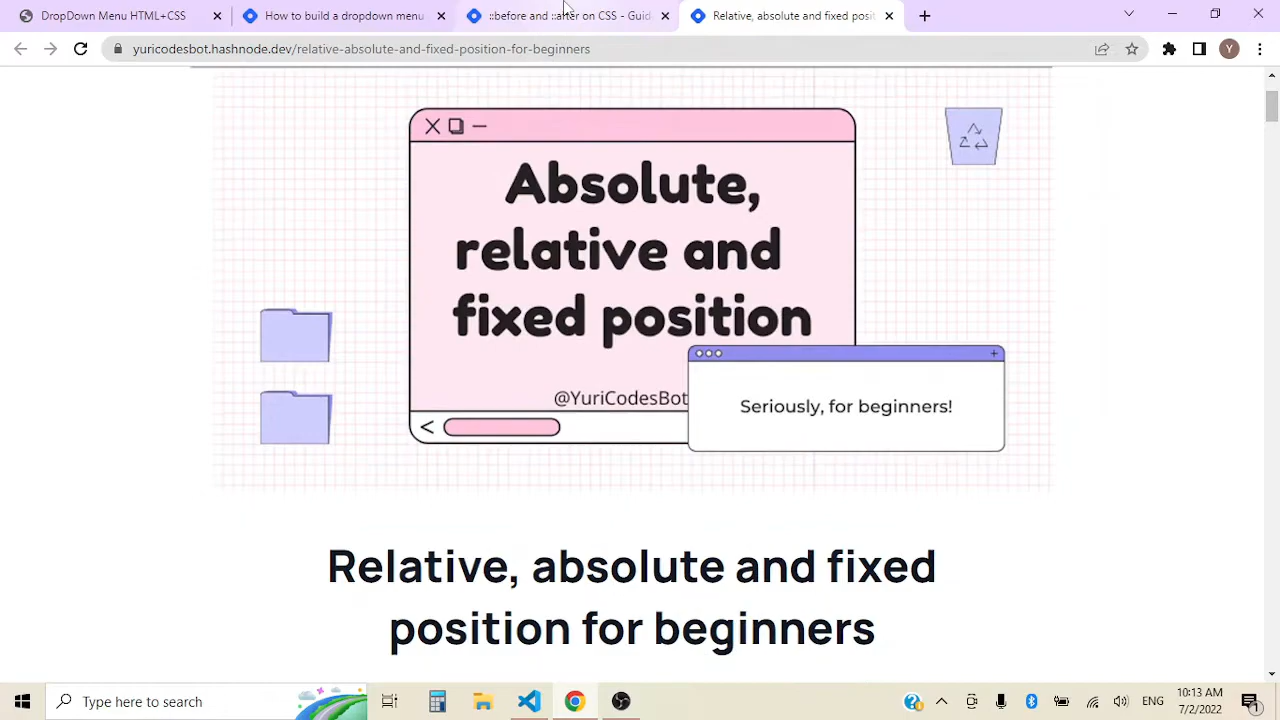 DropDown Menu HTML+CSS
How to build a dropdown menu
::before and ::after on CSS - Guid
Relative, absolute and fixed posit
yuricodesbot.hashnode.dev/relative-absolute-and-fixed-position-for-beginners
Y
Absolute,
relative and
fixed position
@YuriCodesBot
Seriously, for beginners!
Relative, absolute and fixed
position for beginners
Type here to search
ENG
10:13 AM
7/2/2022